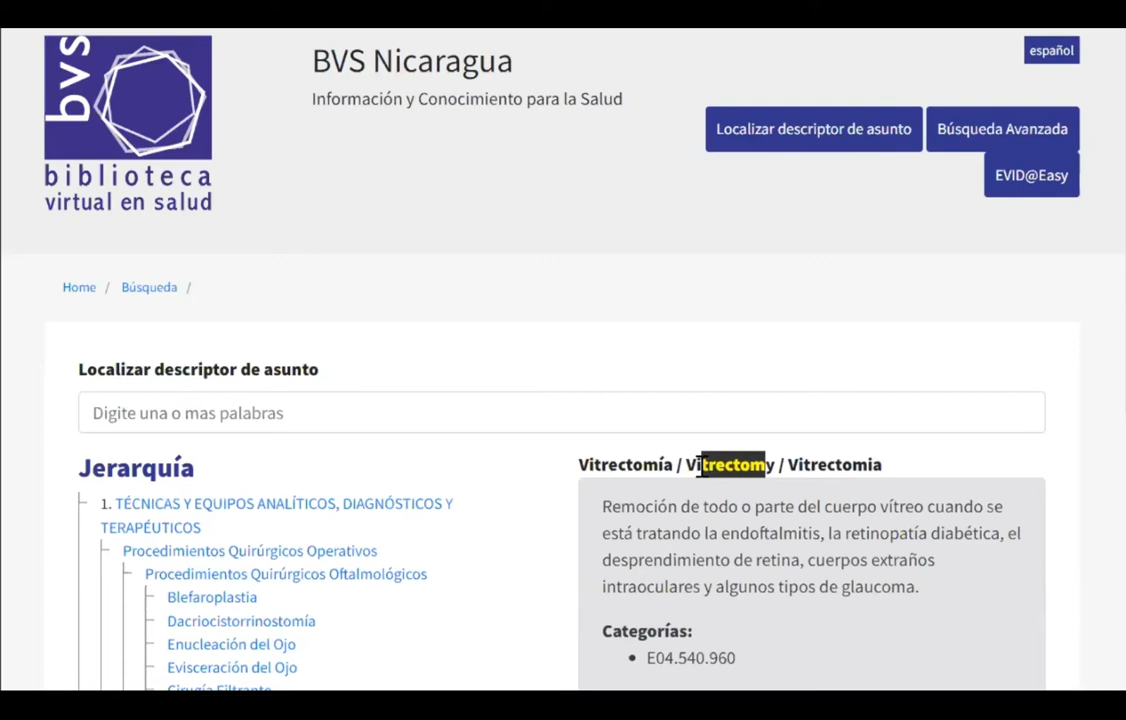 bvs
biblioteca
virtual en salud
BVS Nicaragua
Información y Conocimiento para la Salud
español
Localizar descriptor de asunto
Búsqueda Avanzada
EVID@Easy
Home / Búsqueda /
Localizar descriptor de asunto
Digite una o mas palabras
Jerarquía
1. TÉCNICAS Y EQUIPOS ANALÍTICOS, DIAGNÓSTICOS Y
TERAPÉUTICOS
Procedimientos Quirúrgicos Operativos
Procedimientos Quirúrgicos Oftalmológicos
Blefaroplastia
Dacriocistorrinostomía
Enucleación del Ojo
Evisceración del Ojo
Cirugía Filtrante
Vitrectomía / Vitrectomy / Vitrectomia
Remoción de todo o parte del cuerpo vítreo cuando se
está tratando la endoftalmitis, la retinopatía diabética, el
desprendimiento de retina, cuerpos extraños
intraoculares y algunos tipos de glaucoma.
Categorías:
• E04.540.960